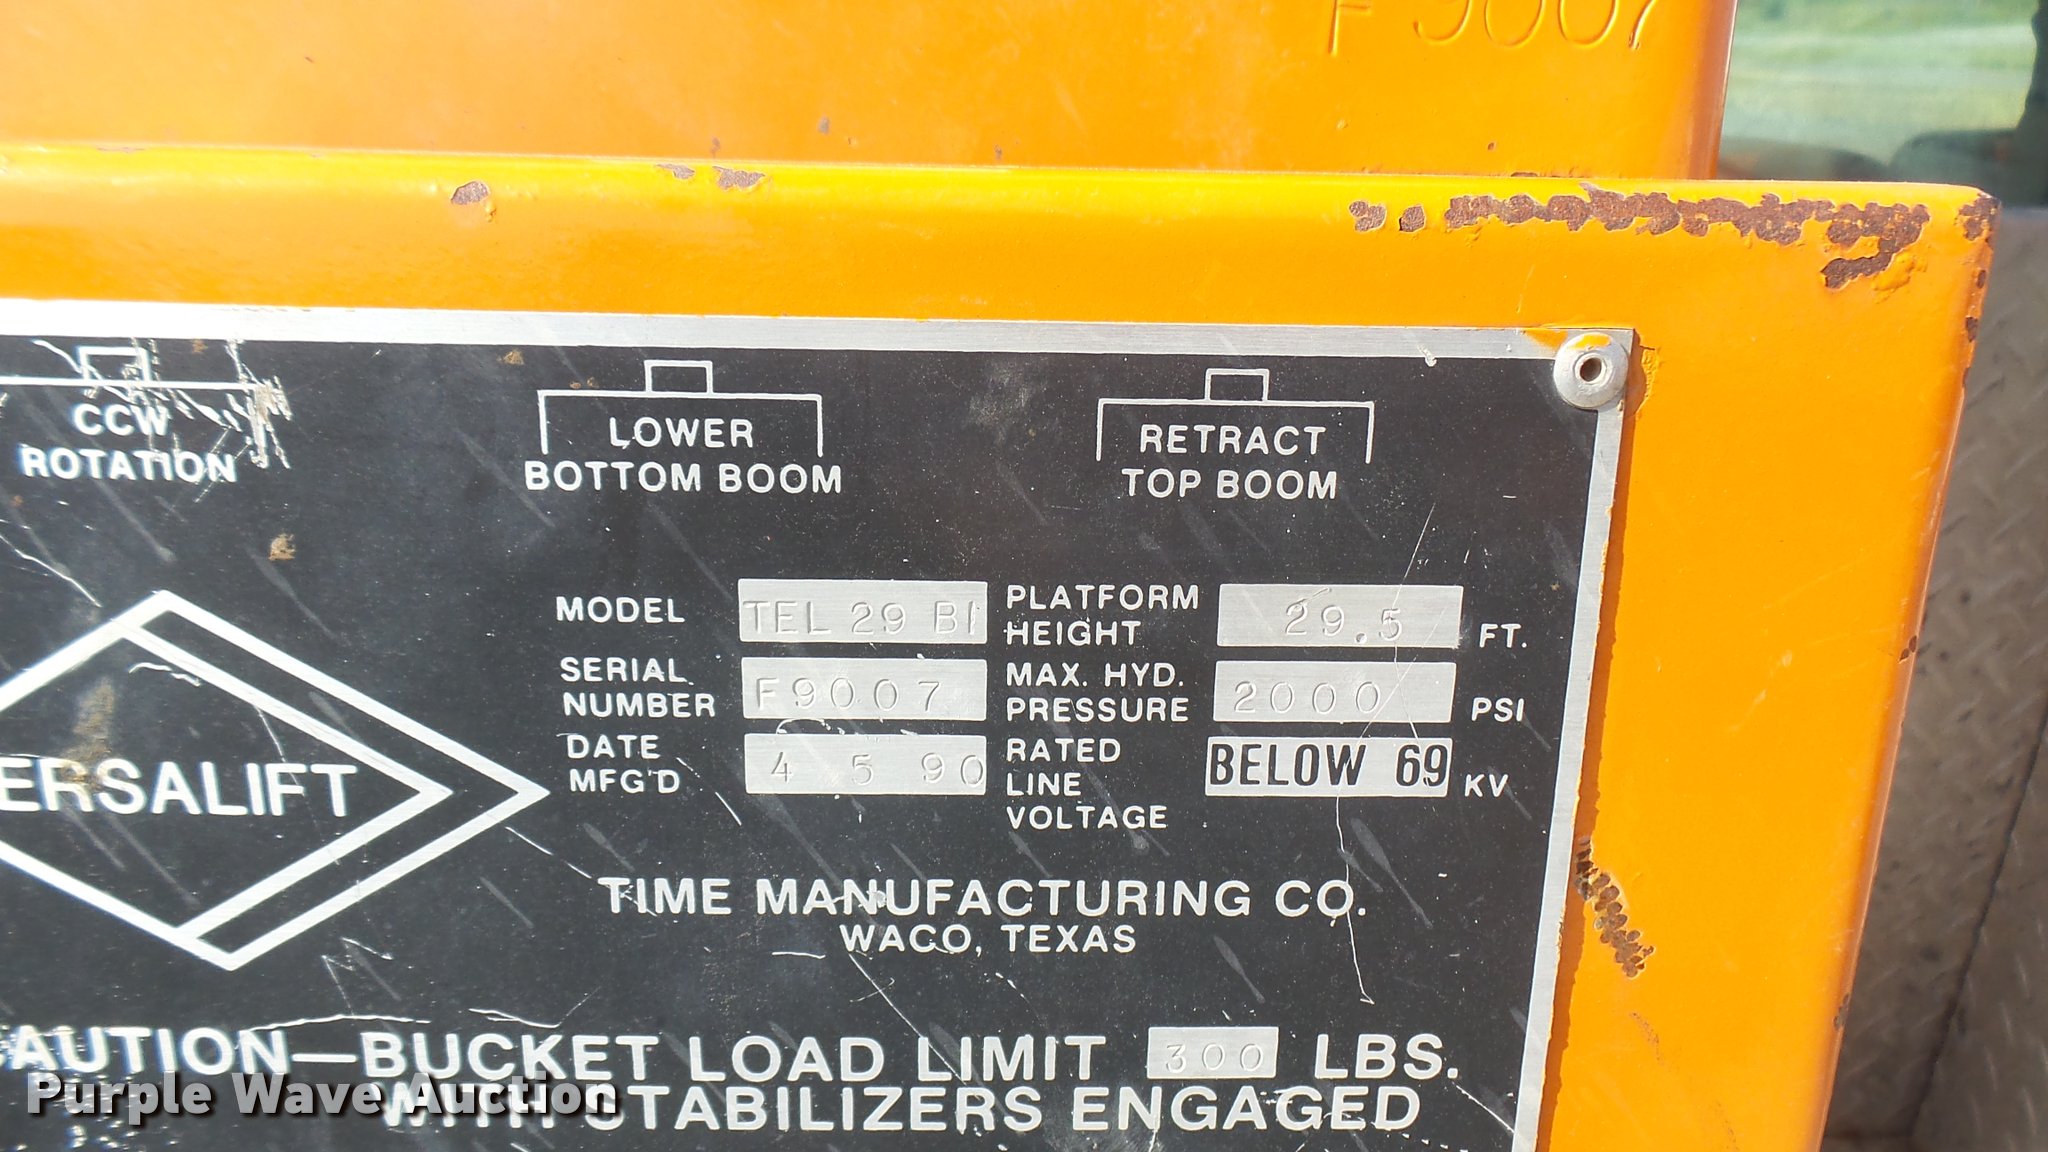 F 9007
CCW
ROTATION
LOWER
BOTTOM BOOM
RETRACT
TOP BOOM
MODEL TEL 29 BI
PLATFORM HEIGHT 29.5 FT.
SERIAL NUMBER F9007
MAX. HYD. PRESSURE 2000 PSI
DATE MFG'D 4 5 90
RATED LINE VOLTAGE BELOW 69 KV
ERSALIFT
TIME MANUFACTURING CO.
WACO, TEXAS
AUTION—BUCKET LOAD LIMIT 300 LBS.
WITH STABILIZERS ENGAGED
Purple Wave Auction